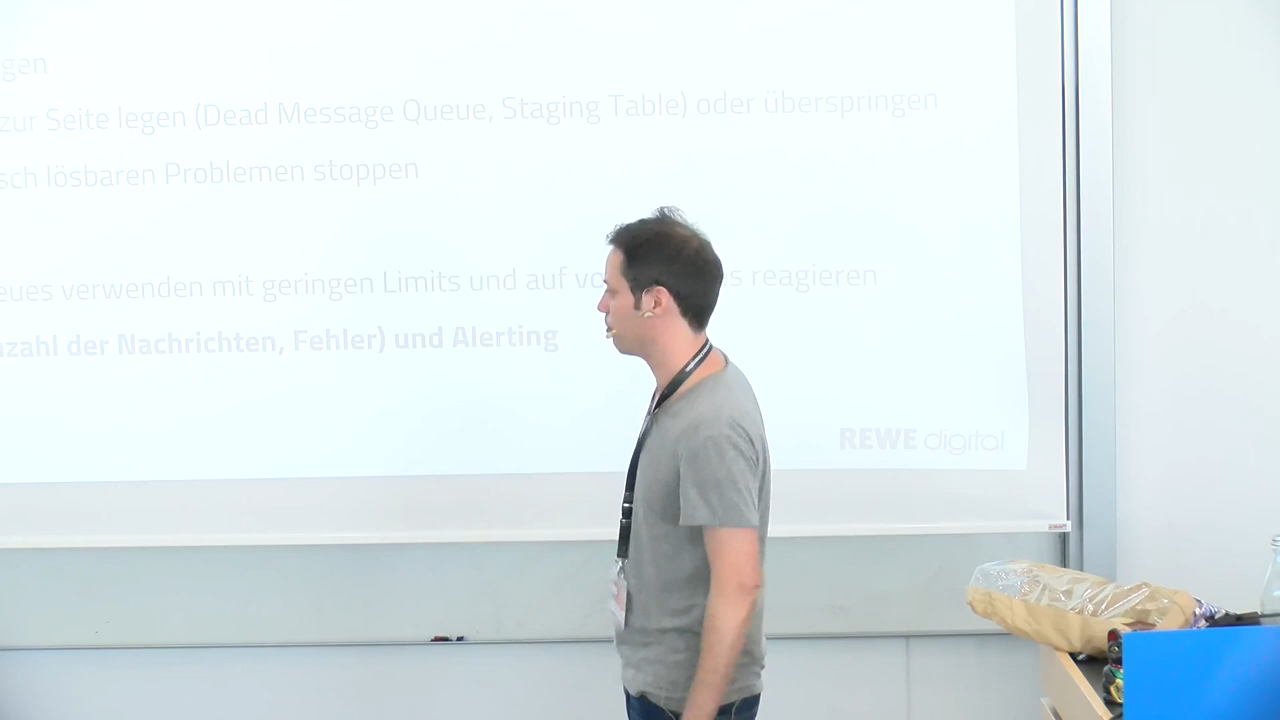 gen
zur Seite legen (Dead Message Queue, Staging Table) oder überspringen
sch lösbaren Problemen stoppen
eues verwenden mit geringen Limits und auf vo s reagieren
nzahl der Nachrichten, Fehler) und Alerting
REWE digital